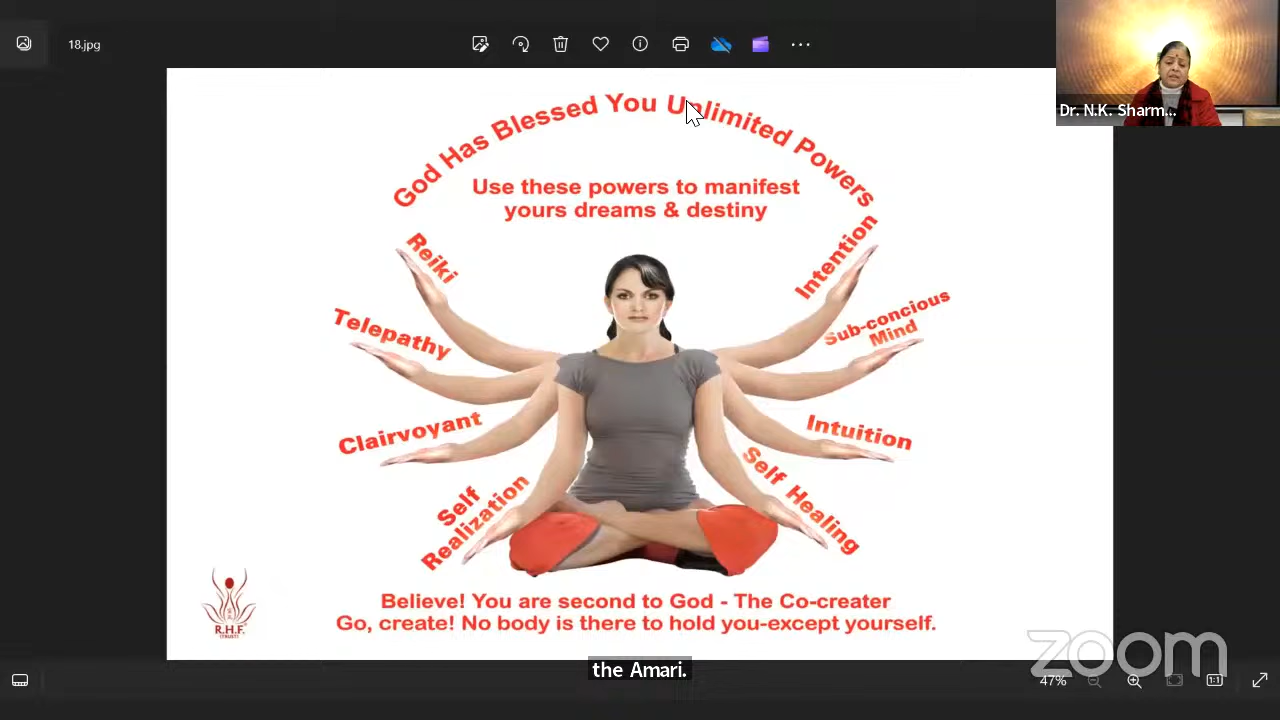 18.jpg
Dr. N.K. Sharm...
God Has Blessed You Unlimited Powers
Use these powers to manifest
yours dreams & destiny
Reiki
Intention
Telepathy
Sub-concious
Mind
Clairvoyant
Intuition
Self
Realization
Self Healing
R.H.F.
Believe! You are second to God - The Co-creater
Go, create! No body is there to hold you-except yourself.
the Amari.
zoom
47%
1:1